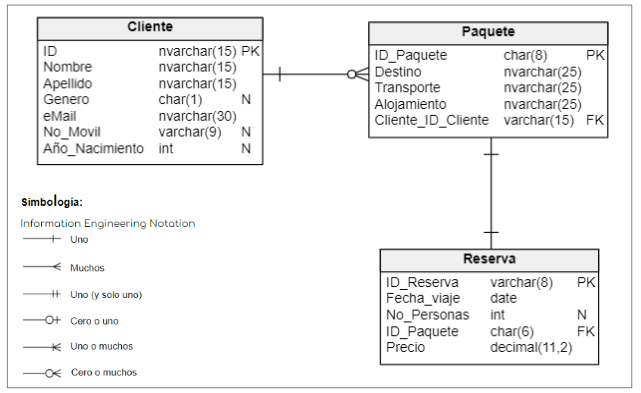 Cliente
ID nvarchar(15) PK
Nombre nvarchar(15)
Apellido nvarchar(15)
Genero char(1) N
eMail nvarchar(30)
No_Movil varchar(9) N
Año_Nacimiento int N
Paquete
ID_Paquete char(8) PK
Destino nvarchar(25)
Transporte nvarchar(25)
Alojamiento nvarchar(25)
Cliente_ID_Cliente varchar(15) FK
Reserva
ID_Reserva varchar(8) PK
Fecha_viaje date
No_Personas int N
ID_Paquete char(6) FK
Precio decimal(11,2)
Simbología:
Information Engineering Notation
Uno
Muchos
Uno (y solo uno)
Cero o uno
Uno o muchos
Cero o muchos